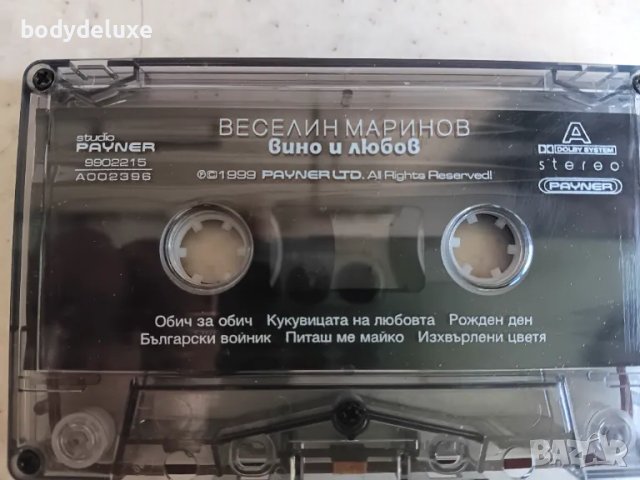 bodydeluxe
studio
PAYNER
9902215
A002396
ВЕСЕЛИН МАРИНОВ
вино и любов
℗©1999 PAYNER LTD. All Rights Reserved!
A
DOLBY SYSTEM
stereo
PAYNER
Обич за обич Кукувицата на любовта Рожден ден
Български войник Питаш ме майко Изхвърлени цветя
BAZAR